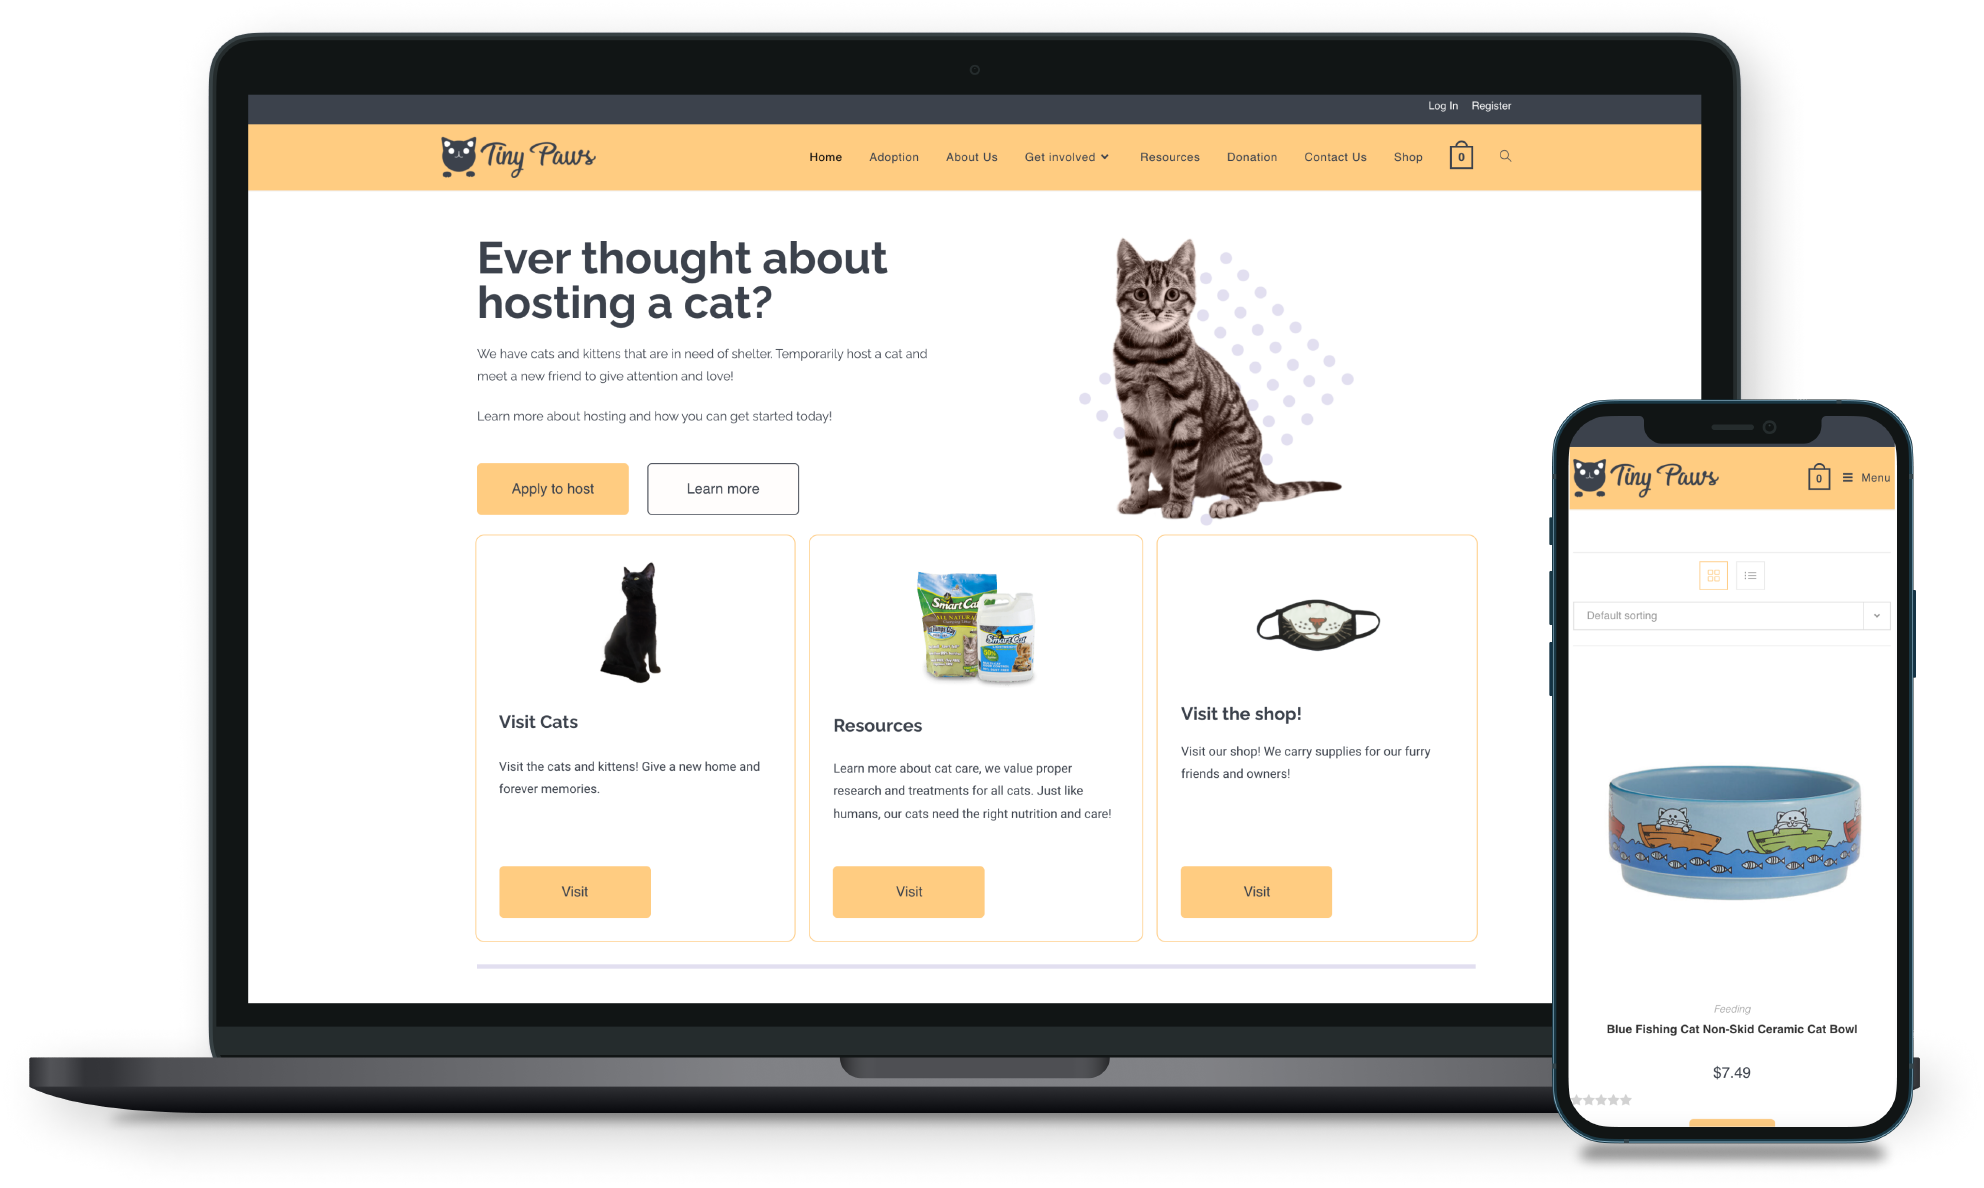 Log In Register
Tiny Paws
Home Adoption About Us Get involved Resources Donation Contact Us Shop 0
Ever thought about
hosting a cat?
We have cats and kittens that are in need of shelter. Temporarily host a cat and
meet a new friend to give attention and love!
Learn more about hosting and how you can get started today!
Apply to host Learn more
Smart Cat
ALL NATURAL
Smart Cat
50%
Visit Cats
Visit the cats and kittens! Give a new home and
forever memories.
Visit
Resources
Learn more about cat care, we value proper
research and treatments for all cats. Just like
humans, our cats need the right nutrition and care!
Visit
Visit the shop!
Visit our shop! We carry supplies for our furry
friends and owners!
Visit
Tiny Paws 0 Menu
Default sorting
Feeding
Blue Fishing Cat Non-Skid Ceramic Cat Bowl
$7.49